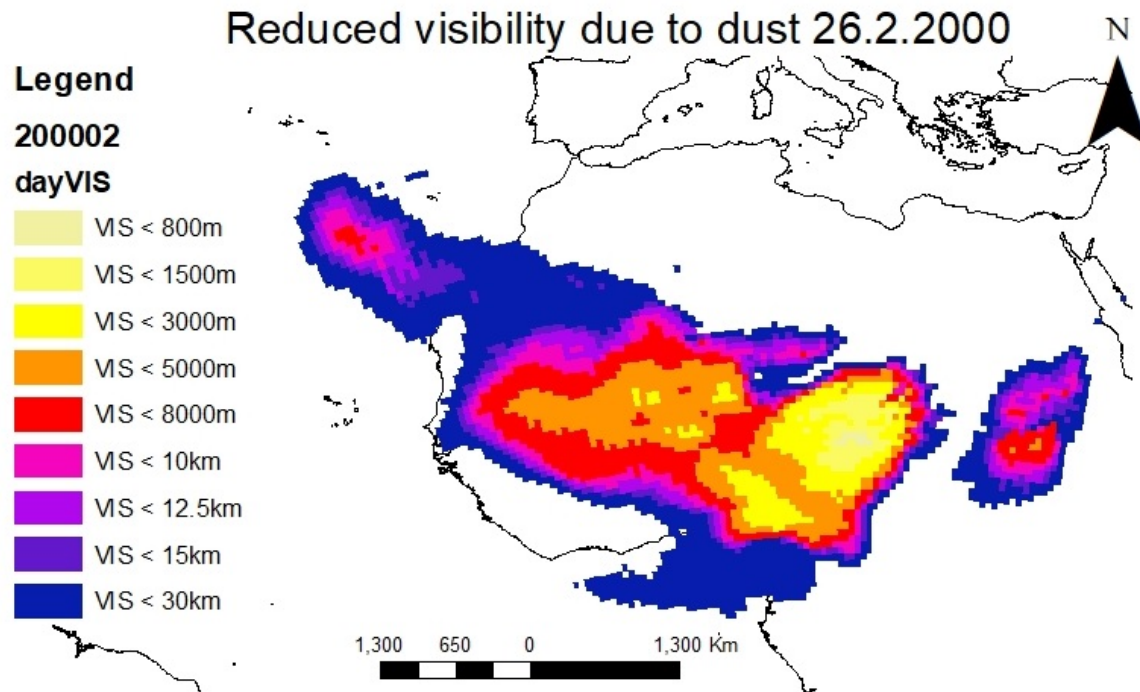 Reduced visibility due to dust 26.2.2000
N
Legend
200002
dayVIS
VIS < 800m
VIS < 1500m
VIS < 3000m
VIS < 5000m
VIS < 8000m
VIS < 10km
VIS < 12.5km
VIS < 15km
VIS < 30km
1,300 650 0 1,300 Km